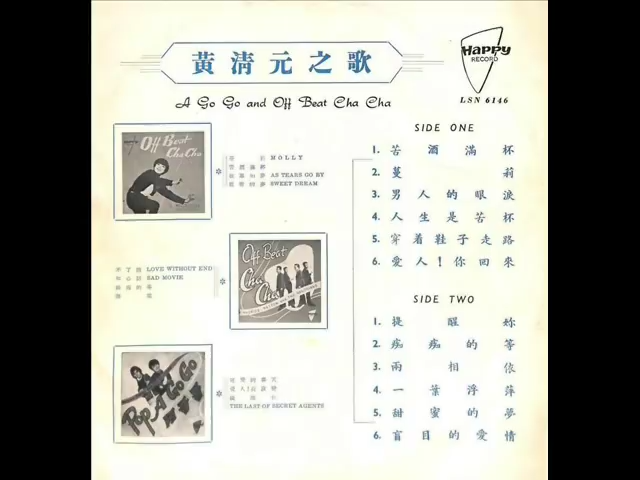 黃清元之歌
Happy
RECORD
LSN 6146
A Go Go and Off Beat Cha Cha
SIDE ONE
1. 苦酒滿杯
2. 蔓莉
3. 男人的眼淚
4. 人生是苦杯
5. 穿着鞋子走路
6. 愛人!你回來
SIDE TWO
1. 提醒妳
2. 痴痴的等
3. 兩相依
4. 一葉浮萍
5. 甜蜜的夢
6. 盲目的愛情
Off Beat
Cha Cha
MOLLY
AS TEARS GO BY
SWEET DREAM
LOVE WITHOUT END
SAD MOVIE
Off Beat
Cha Cha
Pop A Go Go
THE LAST OF SECRET AGENTS